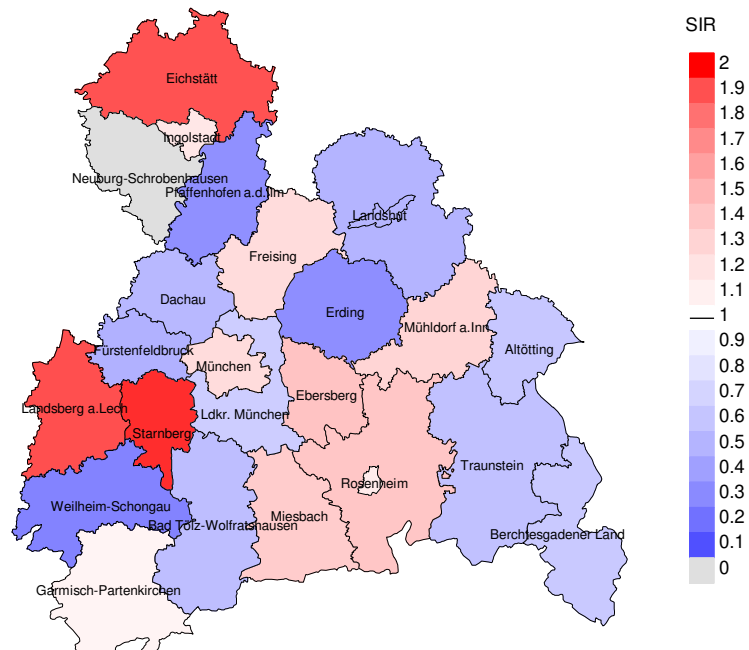 SIR
Eichstätt
2
1.9
1.8
1.7
1.6
1.5
1.4
1.3
1.2
1.1
1
0.9
0.8
0.7
0.6
0.5
0.4
0.3
0.2
0.1
0
Ingolstadt
Neuburg-Schrobenhausen
Pfaffenhofen a.d.Ilm
Landshut
Freising
Dachau
Erding
Mühldorf a.Inn
Altötting
Fürstenfeldbruck
München
Ebersberg
Landsberg a.Lech
Ldkr. München
Starnberg
Traunstein
Rosenheim
Weilheim-Schongau
Miesbach
Bad Tölz-Wolfratshausen
Berchtesgadener Land
Garmisch-Partenkirchen